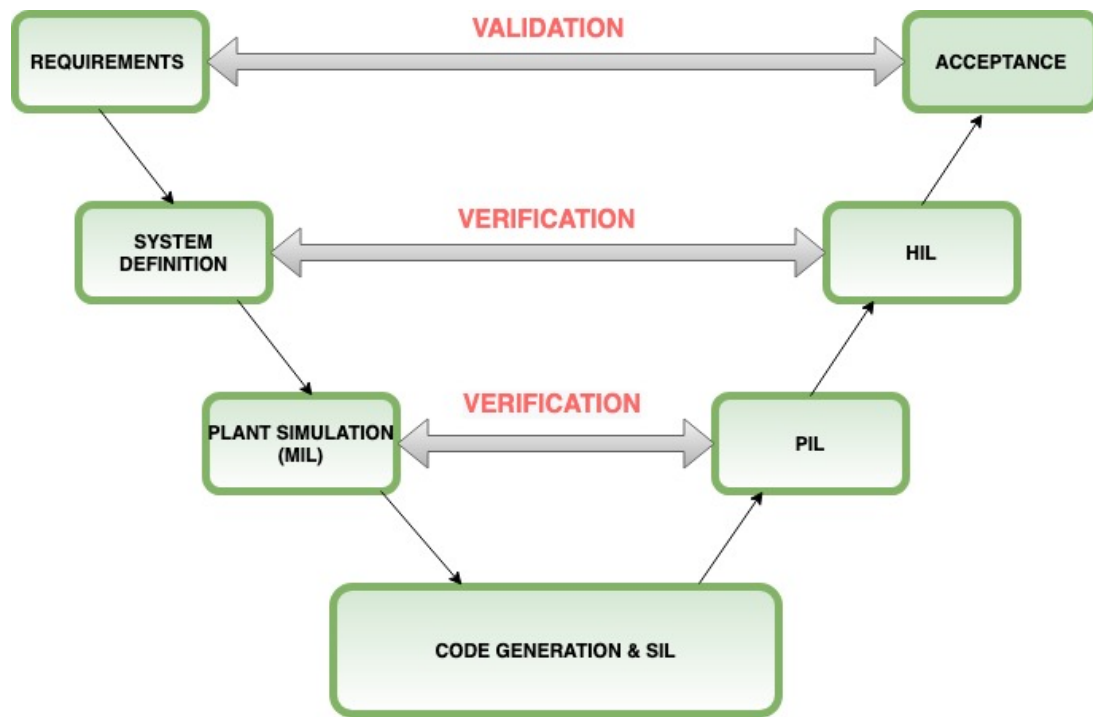 VALIDATION
REQUIREMENTS
ACCEPTANCE
VERIFICATION
SYSTEM
DEFINITION
HIL
VERIFICATION
PLANT SIMULATION
(MIL)
PIL
CODE GENERATION & SIL